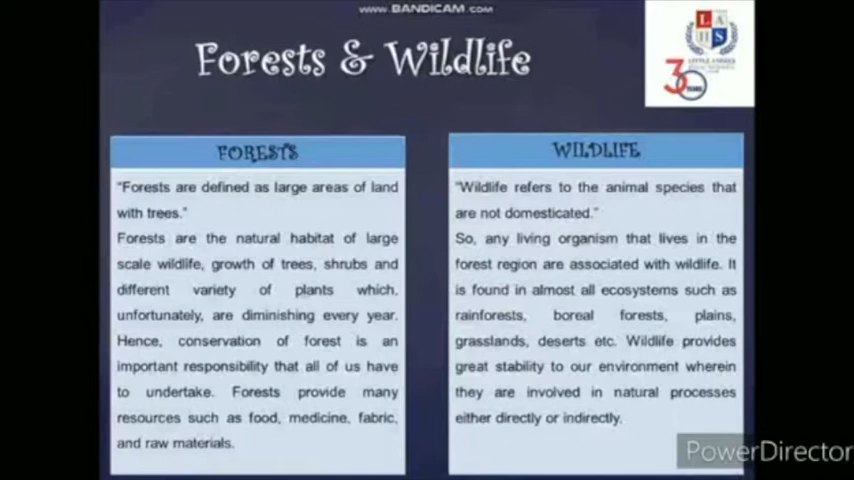 www.BANDICAM.com
Forests & Wildlife
L A
H S
30
YEARS
FORESTS
"Forests are defined as large areas of land
with trees."
Forests are the natural habitat of large
scale wildlife, growth of trees, shrubs and
different variety of plants which,
unfortunately, are diminishing every year.
Hence, conservation of forest is an
important responsibility that all of us have
to undertake. Forests provide many
resources such as food, medicine, fabric,
and raw materials.
WILDLIFE
"Wildlife refers to the animal species that
are not domesticated."
So, any living organism that lives in the
forest region are associated with wildlife. It
is found in almost all ecosystems such as
rainforests, boreal forests, plains,
grasslands, deserts etc. Wildlife provides
great stability to our environment wherein
they are involved in natural processes
either directly or indirectly.
PowerDirector